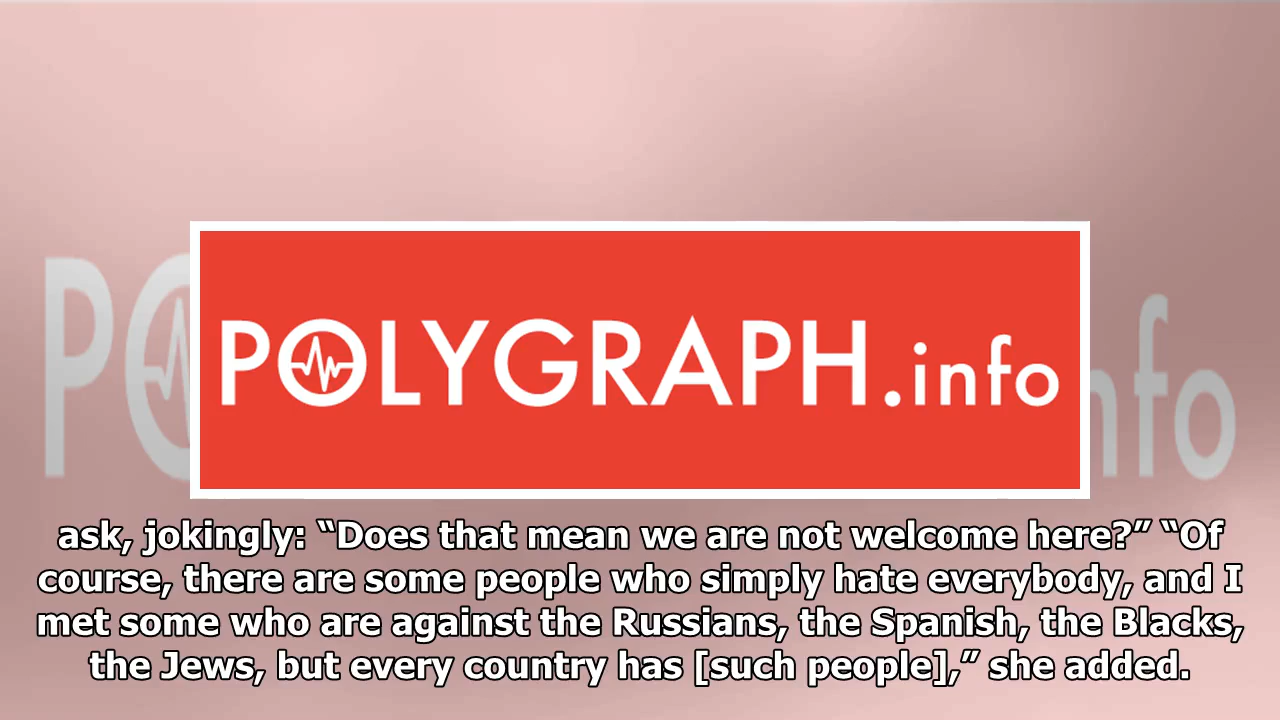 POLYGRAPH.info
ask, jokingly: “Does that mean we are not welcome here?” “Of
course, there are some people who simply hate everybody, and I
met some who are against the Russians, the Spanish, the Blacks,
the Jews, but every country has [such people],” she added.